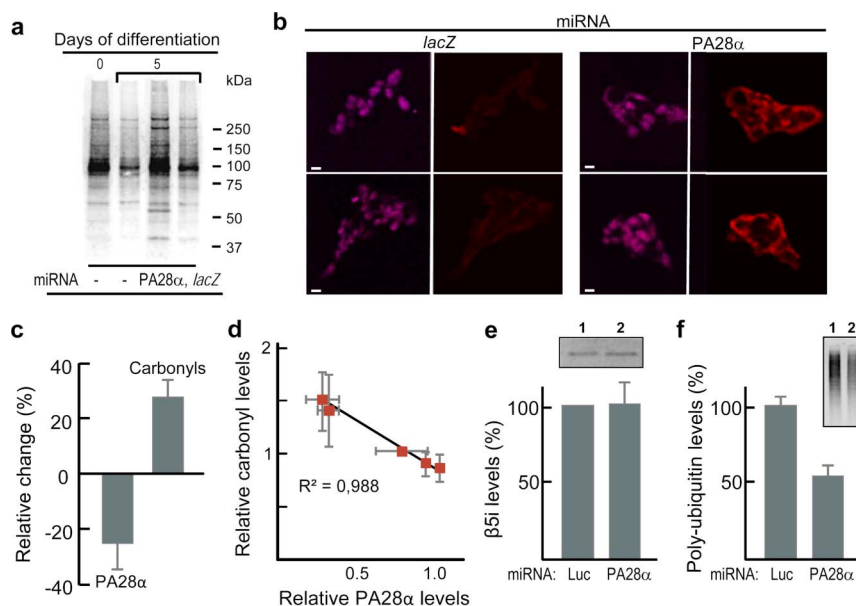 a
Days of differentiation
0 5
kDa
250
150
100
75
50
37
miRNA - - PA28α, lacZ
b
miRNA
lacZ PA28α
c
Relative change (%)
40
20
0
-20
-40
Carbonyls
PA28α
d
Relative carbonyl levels
2
1
R² = 0,988
0.5 1.0
Relative PA28α levels
e
1 2
β5i levels (%)
100
50
miRNA: Luc PA28α
f
1 2
Poly-ubiquitin levels (%)
100
50
miRNA: Luc PA28α